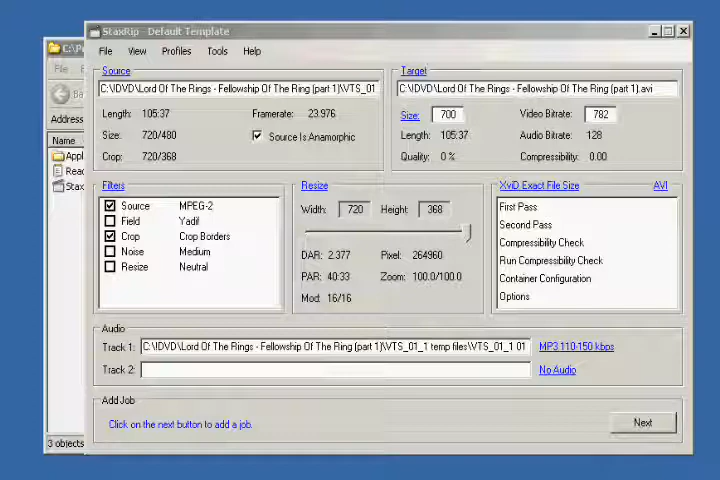 StaxRip - Default Template
File View Profiles Tools Help
Source
C:\IDVD\Lord Of The Rings - Fellowship Of The Ring (part 1)\VTS_01
Length: 105:37 Framerate: 23.976
Size: 720/480 Source Is Anamorphic
Crop: 720/368
Target
C:\IDVD\Lord Of The Rings - Fellowship Of The Ring (part 1).avi
Size: 700 Video Bitrate: 782
Length: 105:37 Audio Bitrate: 128
Quality: 0 % Compressibility: 0.00
Filters
Source MPEG-2
Field Yadif
Crop Crop Borders
Noise Medium
Resize Neutral
Resize
Width: 720 Height 368
DAR: 2.377 Pixel: 264960
PAR: 40:33 Zoom: 100.0/100.0
Mod: 16/16
XviD Exact File Size AVI
First Pass
Second Pass
Compressibility Check
Run Compressibility Check
Container Configuration
Options
Audio
Track 1: C:\IDVD\Lord Of The Rings - Fellowship Of The Ring (part 1)\VTS_01_1 temp files\VTS_01_1 01 MP3 110-150 kbps
Track 2: No Audio
Add Job
Click on the next button to add a job. Next
File
Address
Name
3 objects